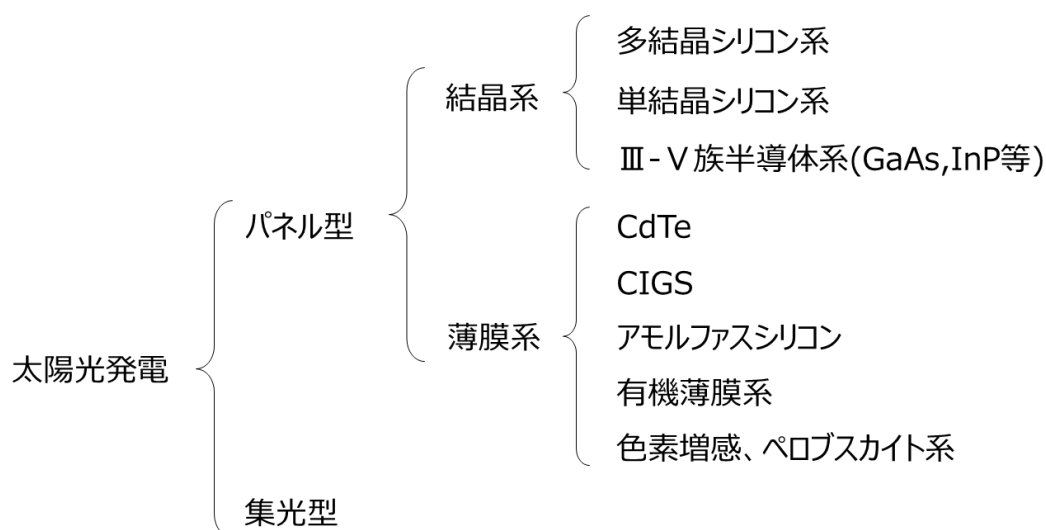 太陽光発電
パネル型
集光型
結晶系
薄膜系
多結晶シリコン系
単結晶シリコン系
Ⅲ-Ⅴ族半導体系(GaAs,InP等)
CdTe
CIGS
アモルファスシリコン
有機薄膜系
色素増感、ペロブスカイト系